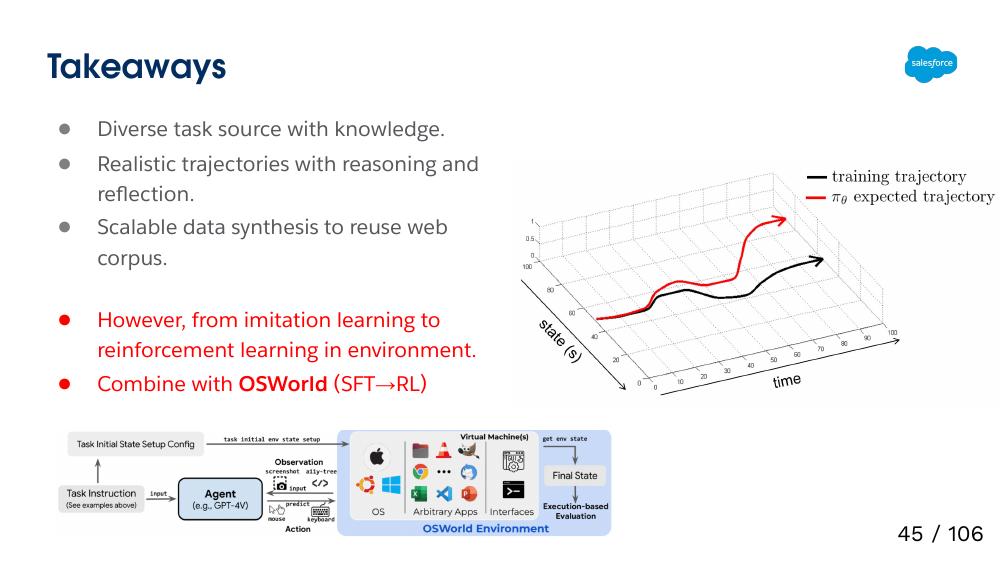 Takeaways
salesforce
● Diverse task source with knowledge.
● Realistic trajectories with reasoning and
reflection.
● Scalable data synthesis to reuse web
corpus.
● However, from imitation learning to
reinforcement learning in environment.
● Combine with OSWorld (SFT→RL)
training trajectory
πθ expected trajectory
1
0.5
0
100
80
60
40
20
0
0
10
20
30
40
50
60
70
80
90
100
state (s)
time
Task Initial State Setup Config
task initial env state setup
Task Instruction
(See examples above)
input
Agent
(e.g., GPT-4V)
Observation
screenshot a11y-tree
input
predict
mouse
keyboard
Action
Virtual Machine(s)
OS
Arbitrary Apps
Interfaces
OSWorld Environment
get env state
Final State
Execution-based
Evaluation
45 / 106